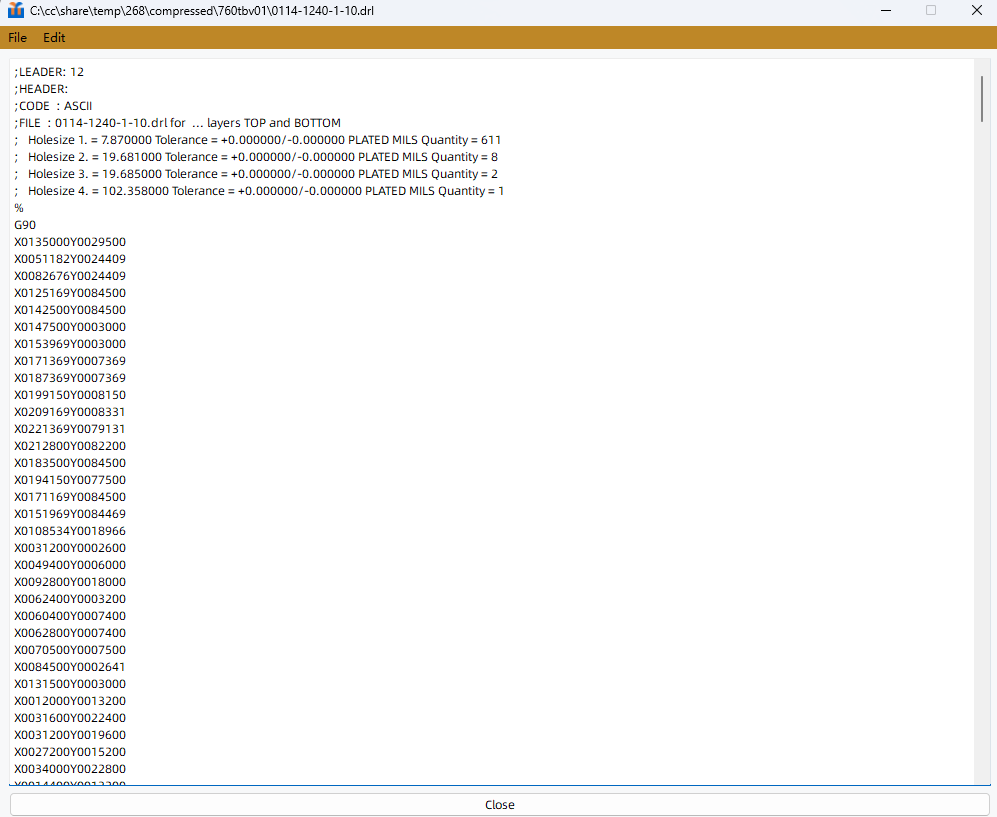 C:\cc\share\temp\268\compressed\760tbv01\0114-1240-1-10.drl
File Edit
;LEADER: 12
;HEADER:
;CODE : ASCII
;FILE : 0114-1240-1-10.drl for ... layers TOP and BOTTOM
; Holesize 1. = 7.870000 Tolerance = +0.000000/-0.000000 PLATED MILS Quantity = 611
; Holesize 2. = 19.681000 Tolerance = +0.000000/-0.000000 PLATED MILS Quantity = 8
; Holesize 3. = 19.685000 Tolerance = +0.000000/-0.000000 PLATED MILS Quantity = 2
; Holesize 4. = 102.358000 Tolerance = +0.000000/-0.000000 PLATED MILS Quantity = 1
%
G90
X0135000Y0029500
X0051182Y0024409
X0082676Y0024409
X0125169Y0084500
X0142500Y0084500
X0147500Y0003000
X0153969Y0003000
X0171369Y0007369
X0187369Y0007369
X0199150Y0008150
X0209169Y0008331
X0221369Y0079131
X0212800Y0082200
X0183500Y0084500
X0194150Y0077500
X0171169Y0084500
X0151969Y0084469
X0108534Y0018966
X0031200Y0002600
X0049400Y0006000
X0092800Y0018000
X0062400Y0003200
X0060400Y0007400
X0062800Y0007400
X0070500Y0007500
X0084500Y0002641
X0131500Y0003000
X0012000Y0013200
X0031600Y0022400
X0031200Y0019600
X0027200Y0015200
X0034000Y0022800
Close